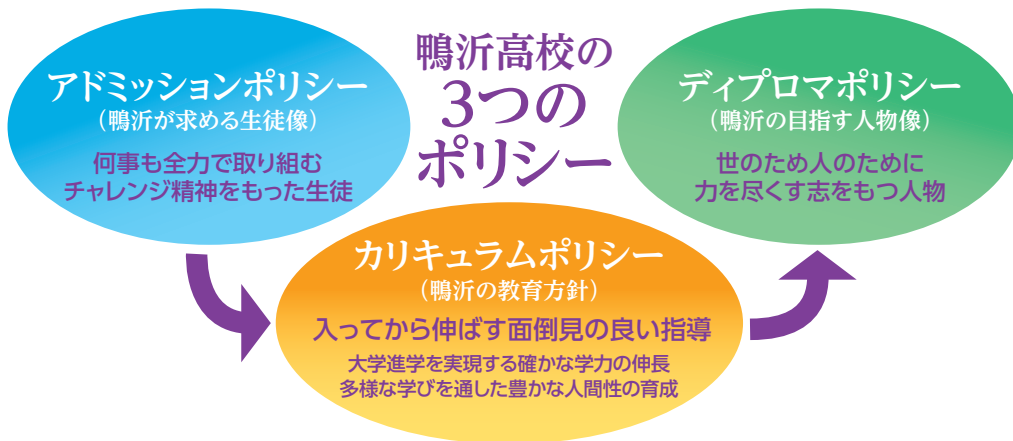 鴨沂高校の
3つの
ポリシー
アドミッションポリシー
（鴨沂が求める生徒像）
何事も全力で取り組む
チャレンジ精神をもった生徒
カリキュラムポリシー
（鴨沂の教育方針）
入ってから伸ばす面倒見の良い指導
大学進学を実現する確かな学力の伸長
多様な学びを通した豊かな人間性の育成
ディプロマポリシー
（鴨沂の目指す人物像）
世のため人のために
力を尽くす志をもつ人物